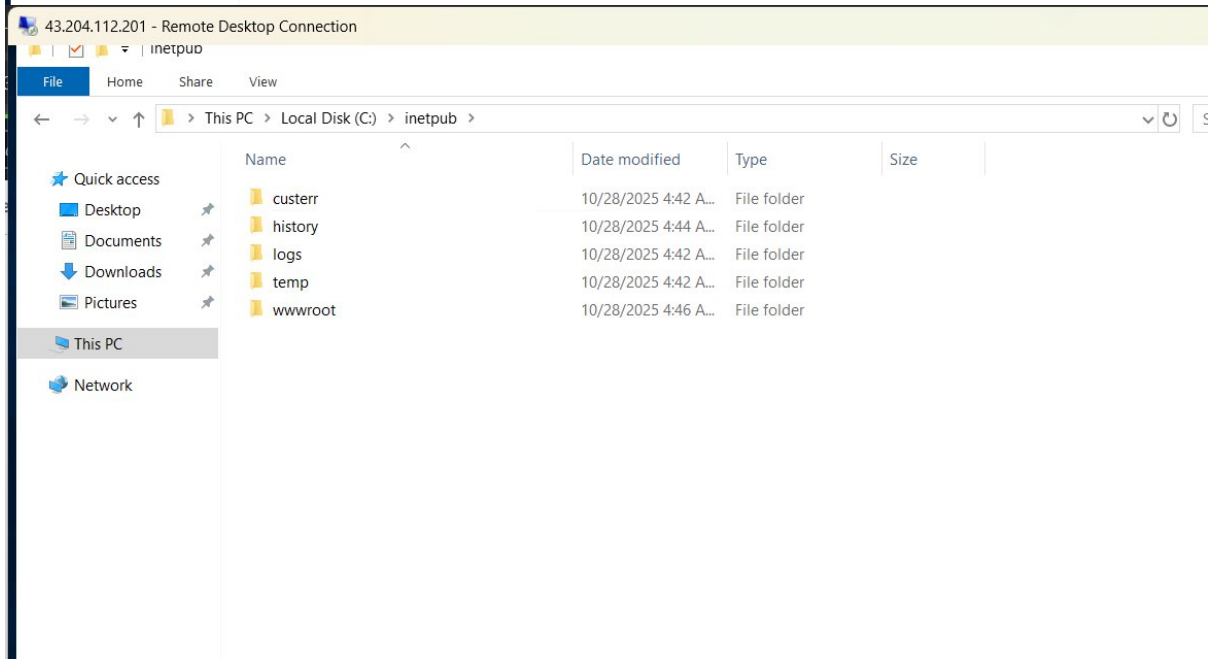 43.204.112.201 - Remote Desktop Connection
inetpub
File Home Share View
This PC > Local Disk (C:) > inetpub >
Name Date modified Type Size
Quick access
Desktop
Documents
Downloads
Pictures
This PC
Network
custerr 10/28/2025 4:42 A... File folder
history 10/28/2025 4:44 A... File folder
logs 10/28/2025 4:42 A... File folder
temp 10/28/2025 4:42 A... File folder
wwwroot 10/28/2025 4:46 A... File folder